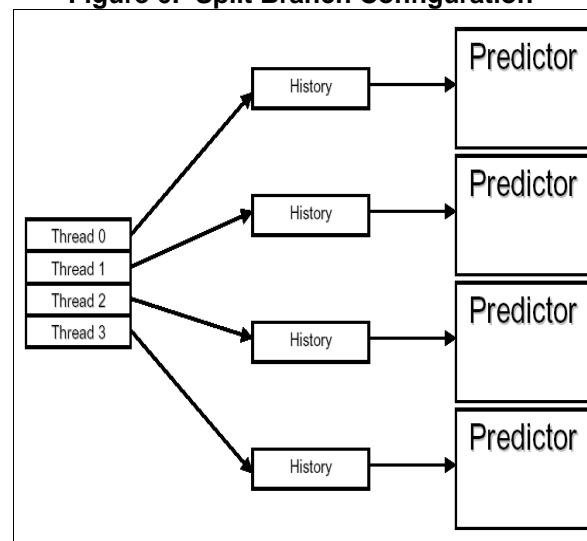 Split Branch Configuration
History
Predictor
History
Predictor
Thread 0
Thread 1
Thread 2
Thread 3
History
Predictor
History
Predictor